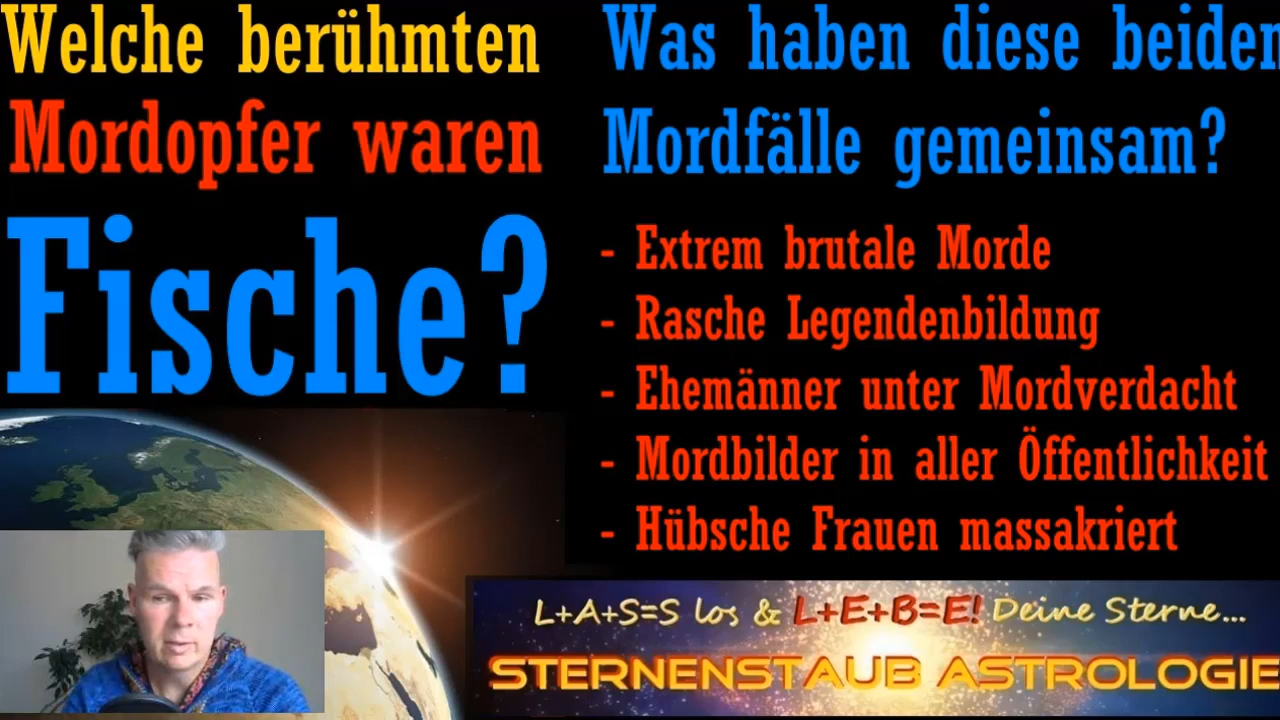 Welche berühmten
Mordopfer waren
Fische?
Was haben diese beiden
Mordfälle gemeinsam?
- Extrem brutale Morde
- Rasche Legendenbildung
- Ehemänner unter Mordverdacht
- Mordbilder in aller Öffentlichkeit
- Hübsche Frauen massakriert
L+A+S=S los & L+E+B=E! Deine Sterne...
STERNENSTAUB ASTROLOGIE